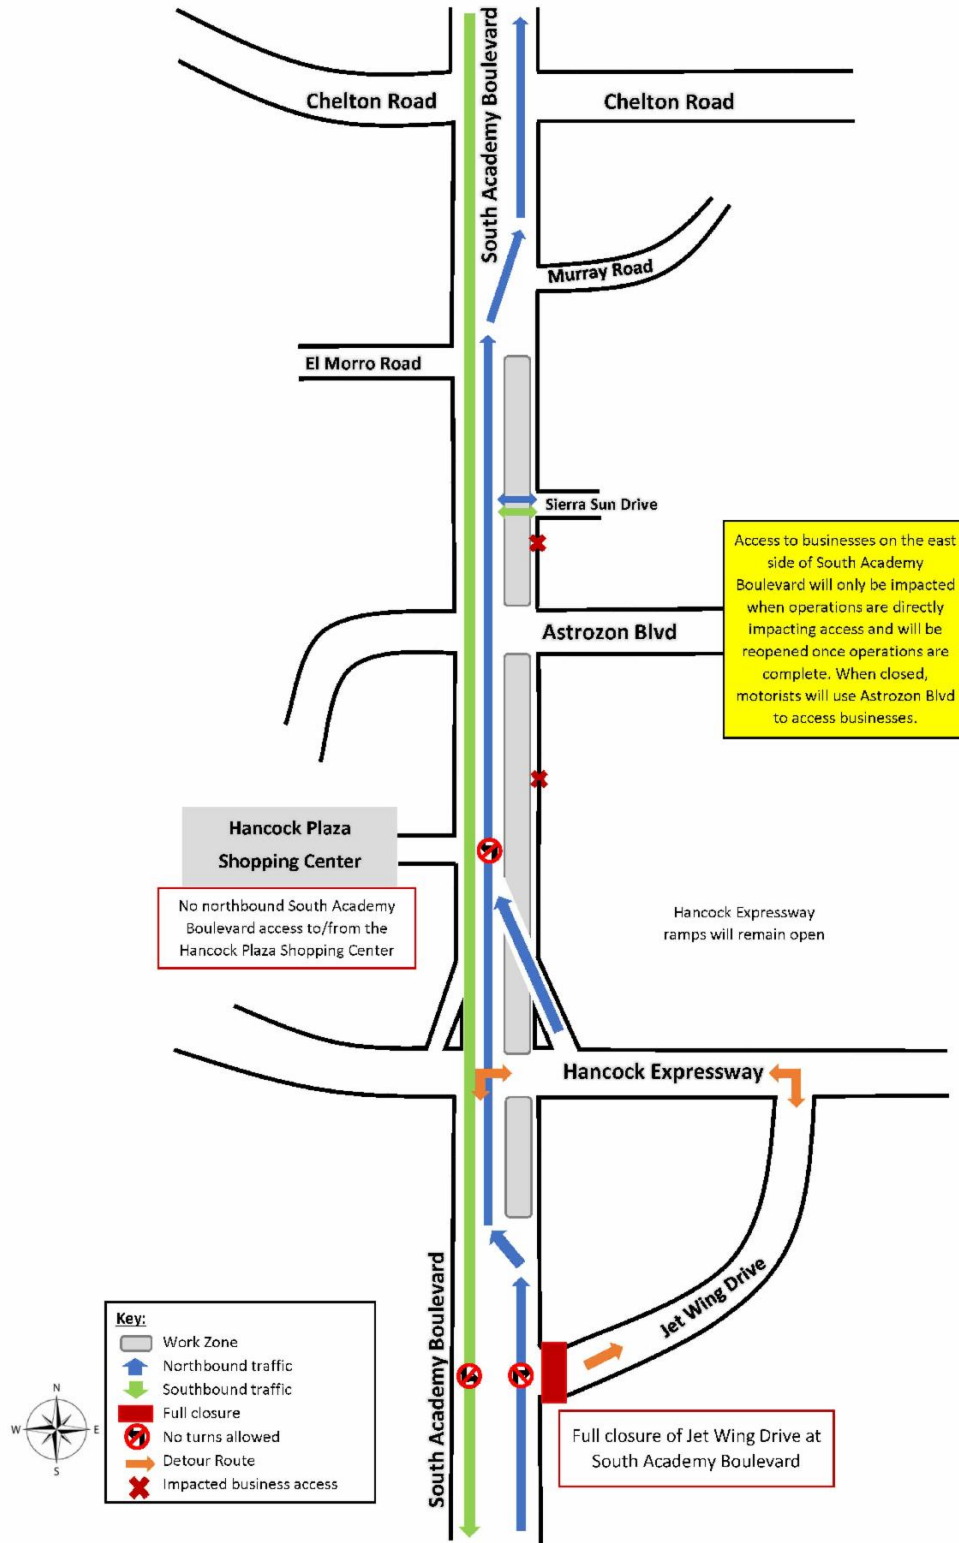 South Academy Boulevard
Chelton Road
Chelton Road
Murray Road
El Morro Road
Sierra Sun Drive
Access to businesses on the east
side of South Academy
Boulevard will only be impacted
when operations are directly
impacting access and will be
reopened once operations are
complete. When closed,
motorists will use Astrozon Blvd
to access businesses.
Astrozon Blvd
Hancock Plaza
Shopping Center
No northbound South Academy
Boulevard access to/from the
Hancock Plaza Shopping Center
Hancock Expressway
ramps will remain open
Hancock Expressway
Jet Wing Drive
South Academy Boulevard
Key:
Work Zone
Northbound traffic
Southbound traffic
Full closure
No turns allowed
Detour Route
Impacted business access
N
W
E
S
Full closure of Jet Wing Drive at
South Academy Boulevard